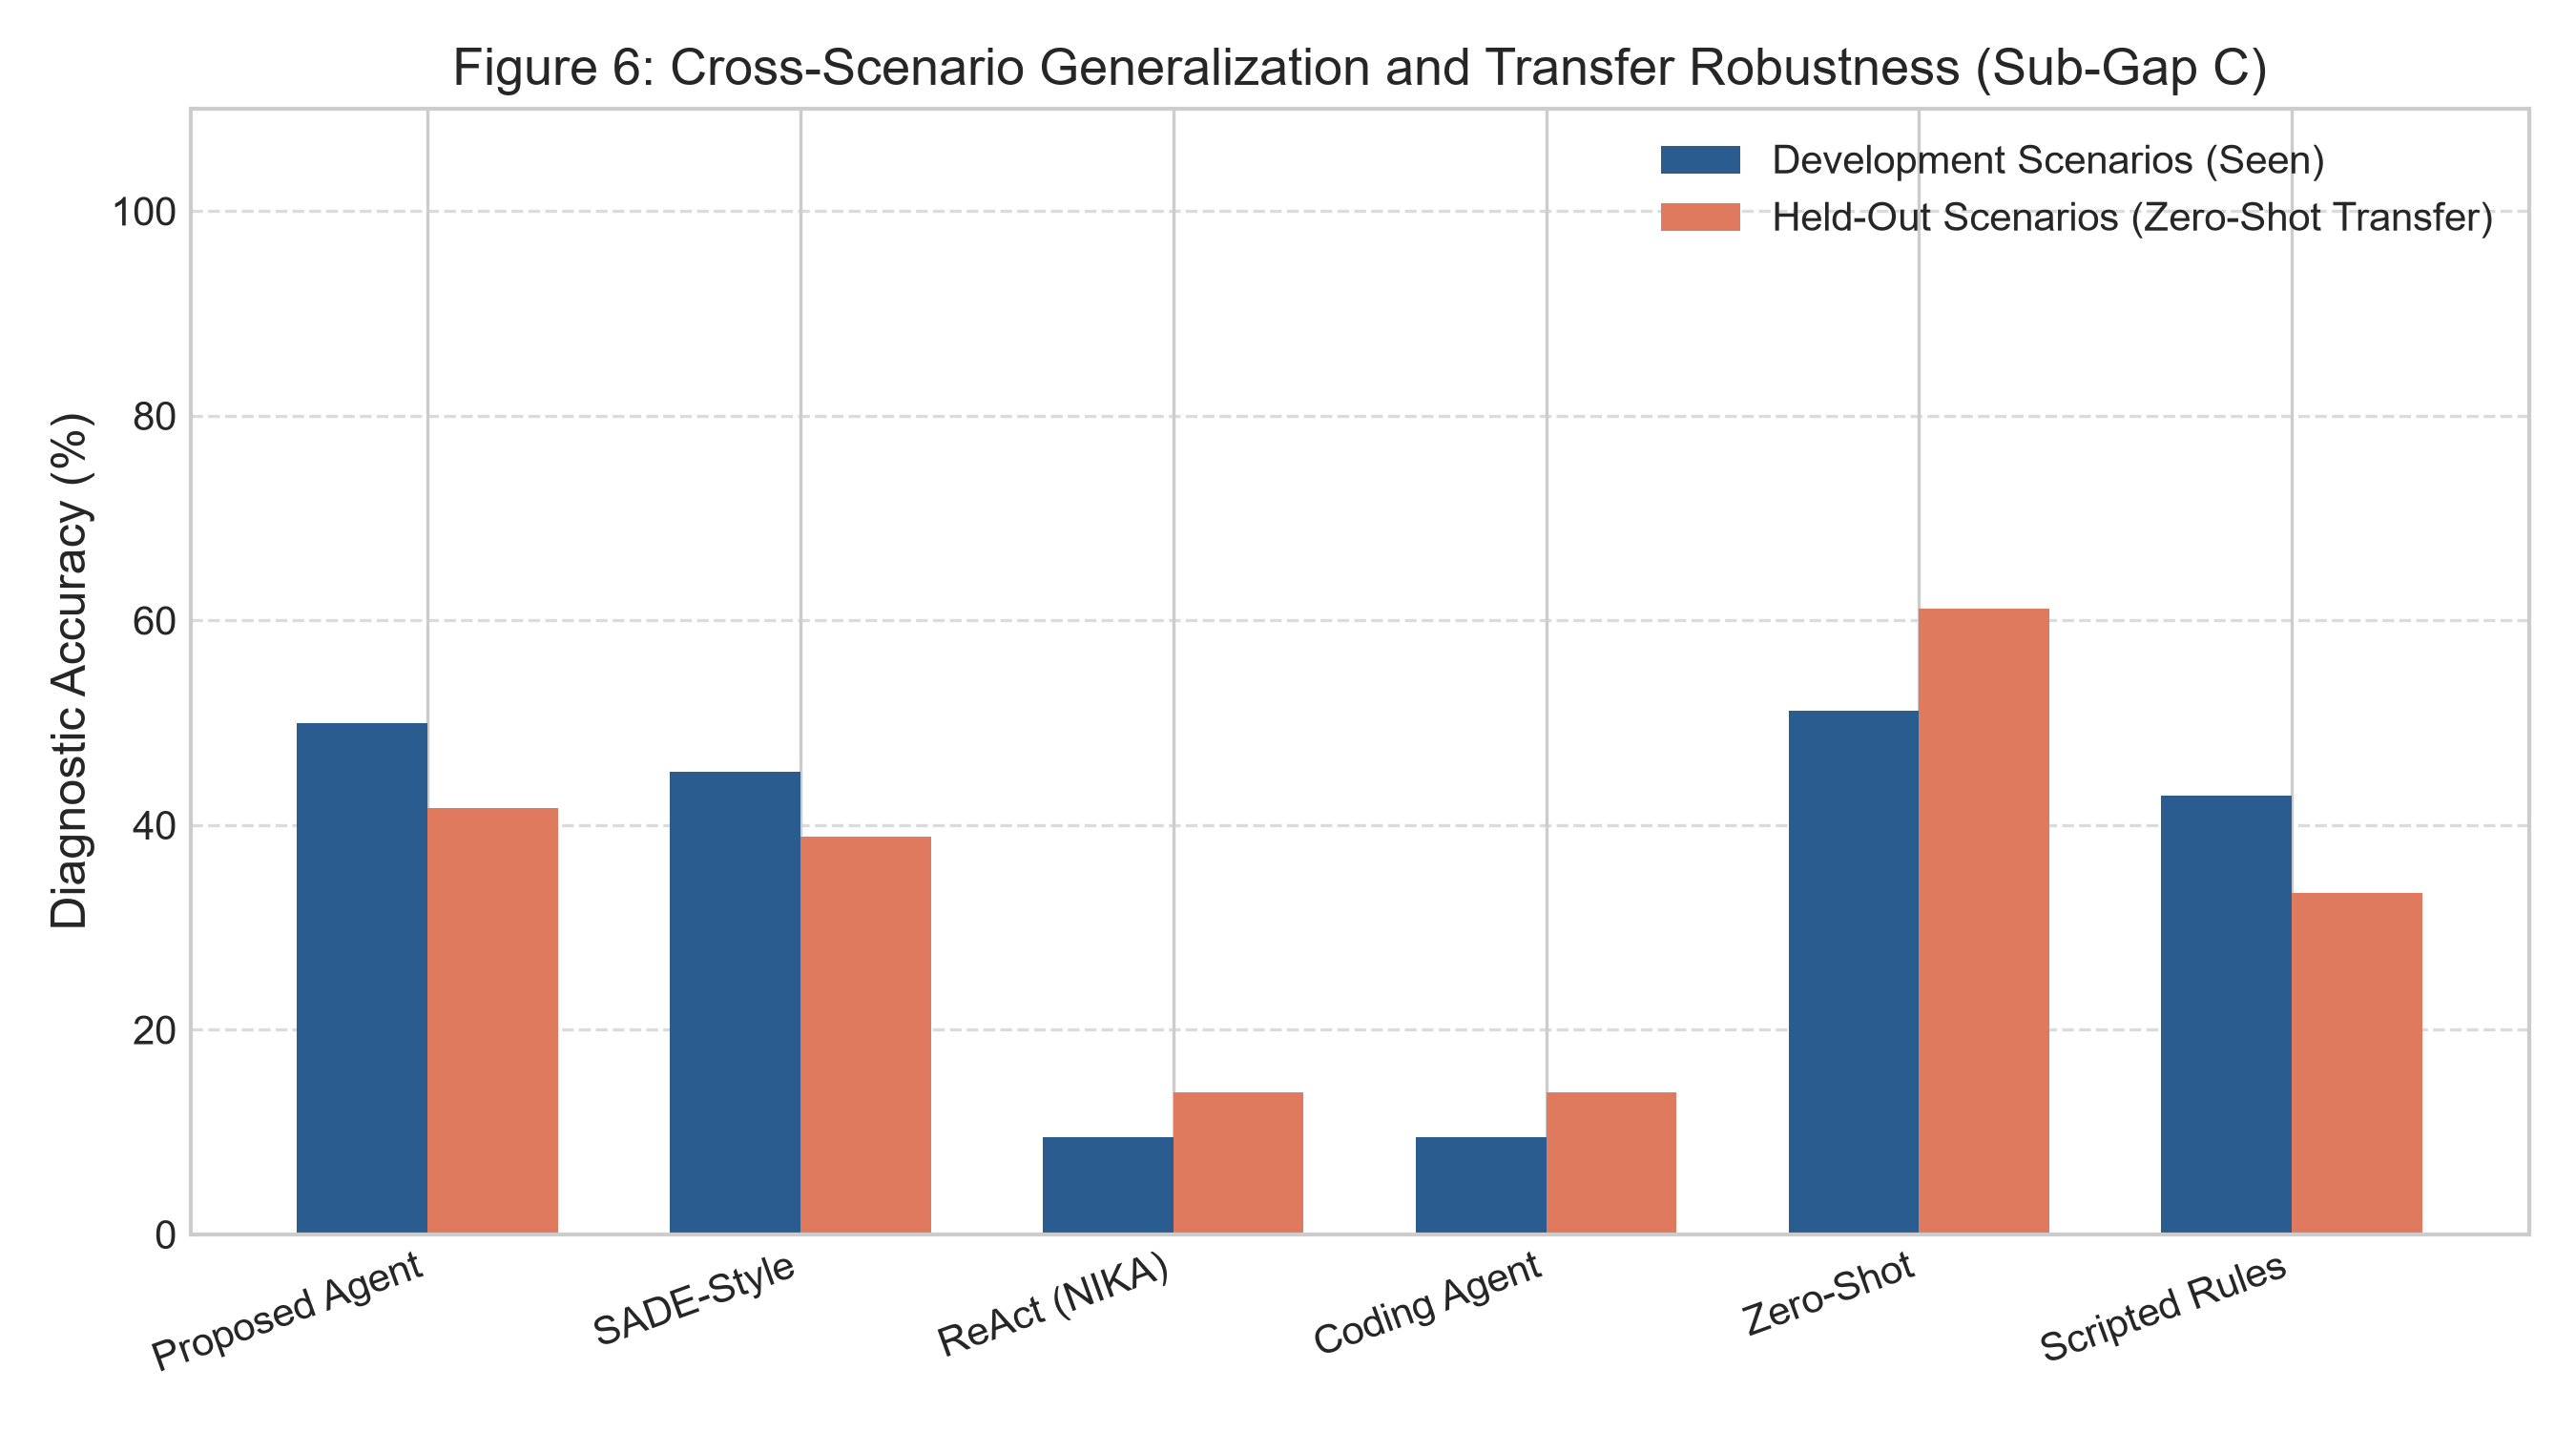 Figure 6: Cross-Scenario Generalization and Transfer Robustness (Sub-Gap C)
Development Scenarios (Seen)
Held-Out Scenarios (Zero-Shot Transfer)
Diagnostic Accuracy (%)
100
80
60
40
20
0
Proposed Agent
SADE-Style
ReAct (NIKA)
Coding Agent
Zero-Shot
Scripted Rules